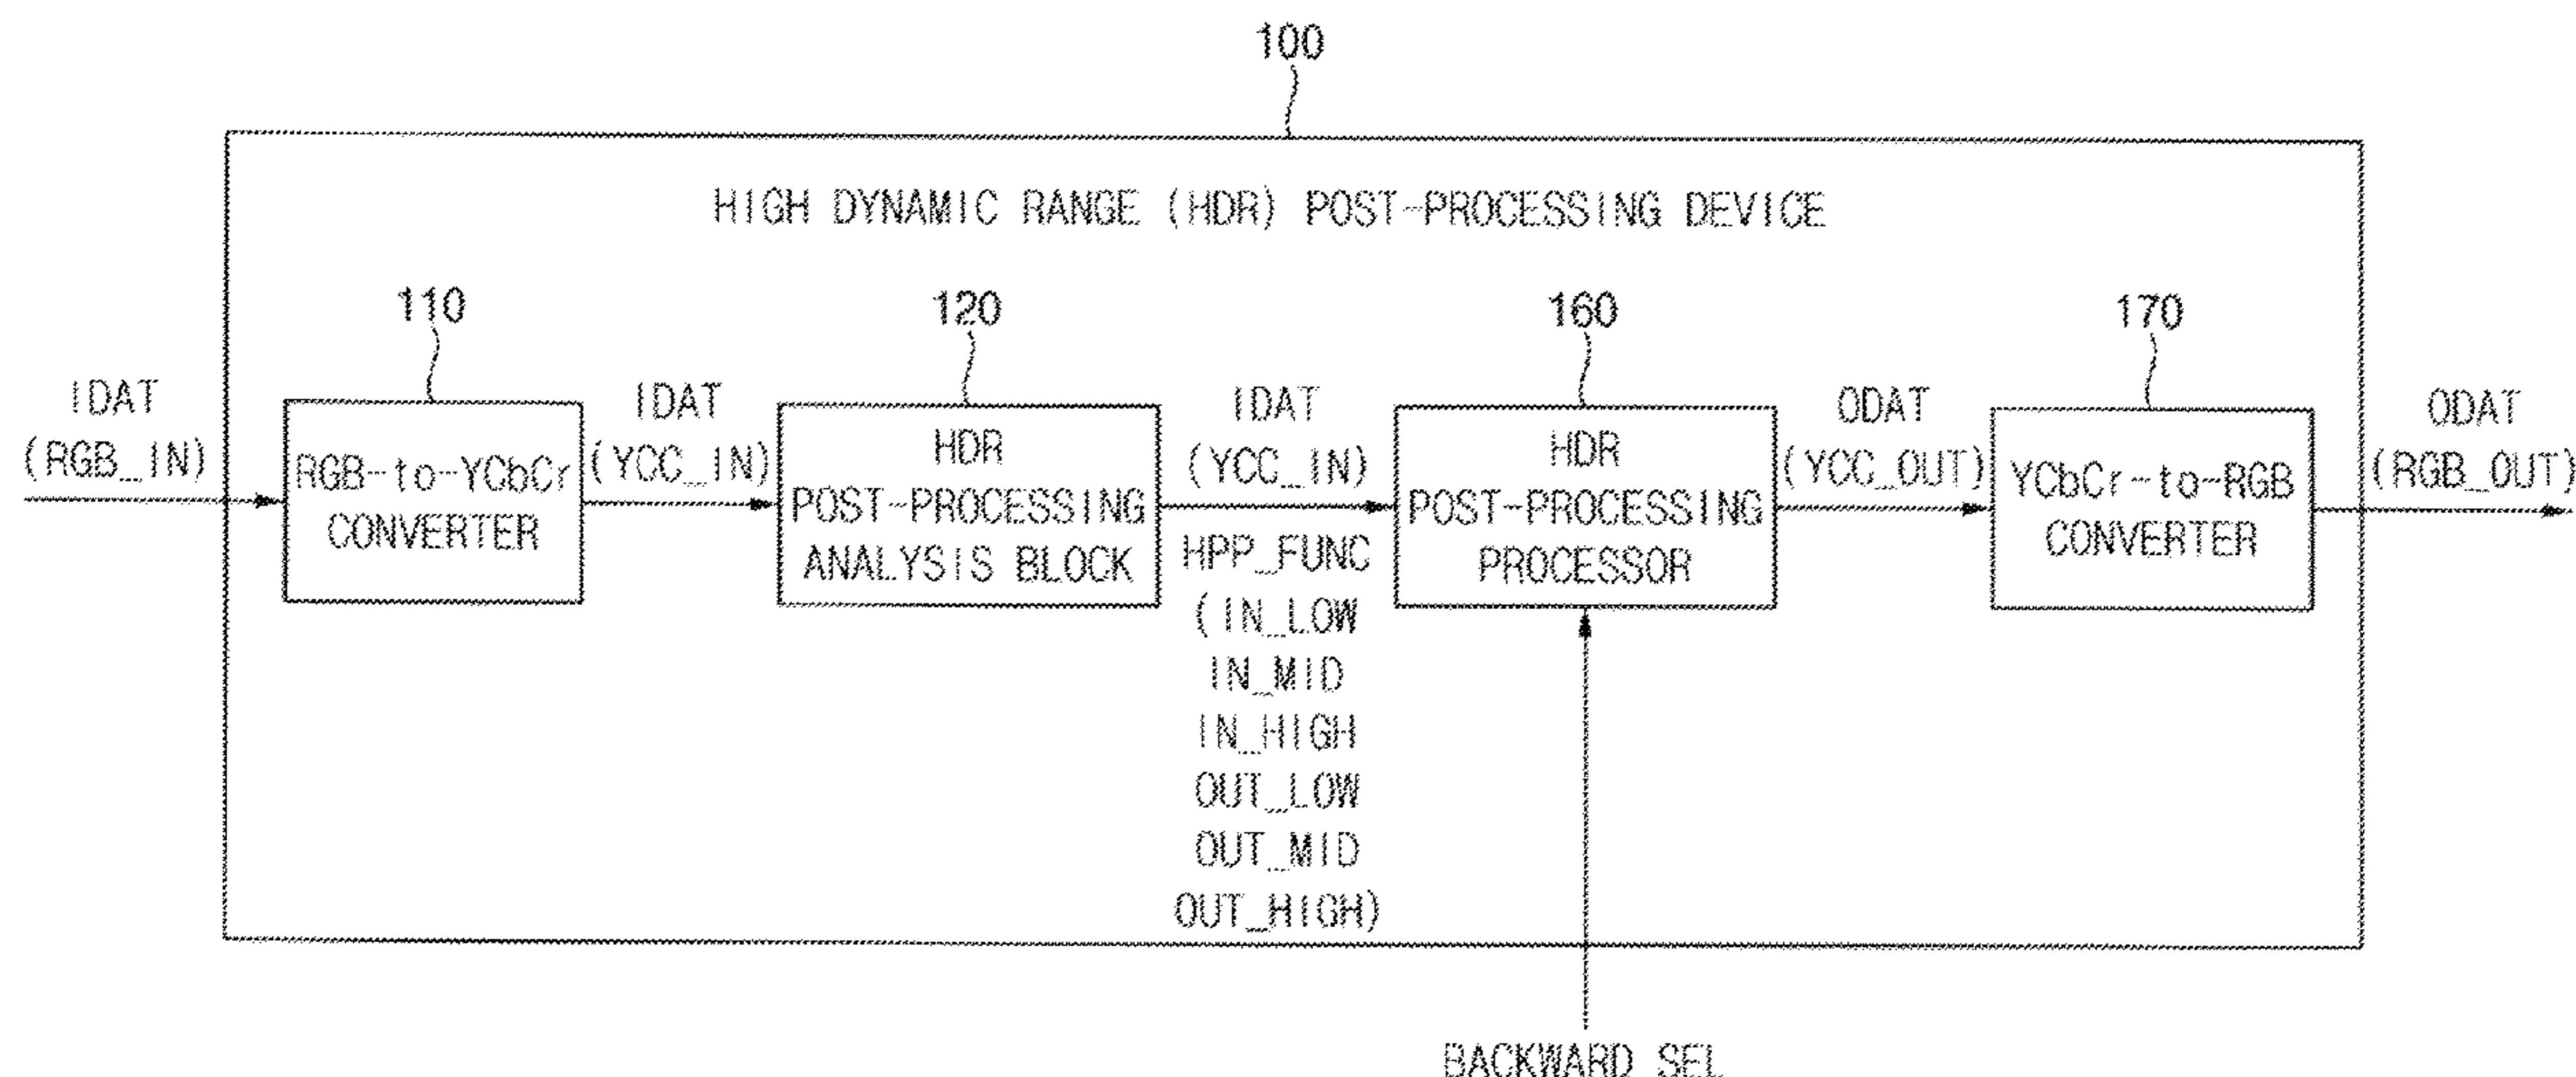 100
HIGH DYNAMIC RANGE (HDR) POST-PROCESSING DEVICE
110
120
160
170
IDAT
(RGB_IN)
RGB-to-YCbCr
CONVERTER
IDAT
(YCC_IN)
HDR
POST-PROCESSING
ANALYSIS BLOCK
IDAT
(YCC_IN)
HPP_FUNC
(IN_LOW
IN_MID
IN_HIGH
OUT_LOW
OUT_MID
OUT_HIGH)
HDR
POST-PROCESSING
PROCESSOR
ODAT
(YCC_OUT)
YCbCr-to-RGB
CONVERTER
ODAT
(RGB_OUT)
BACKWARD SEL